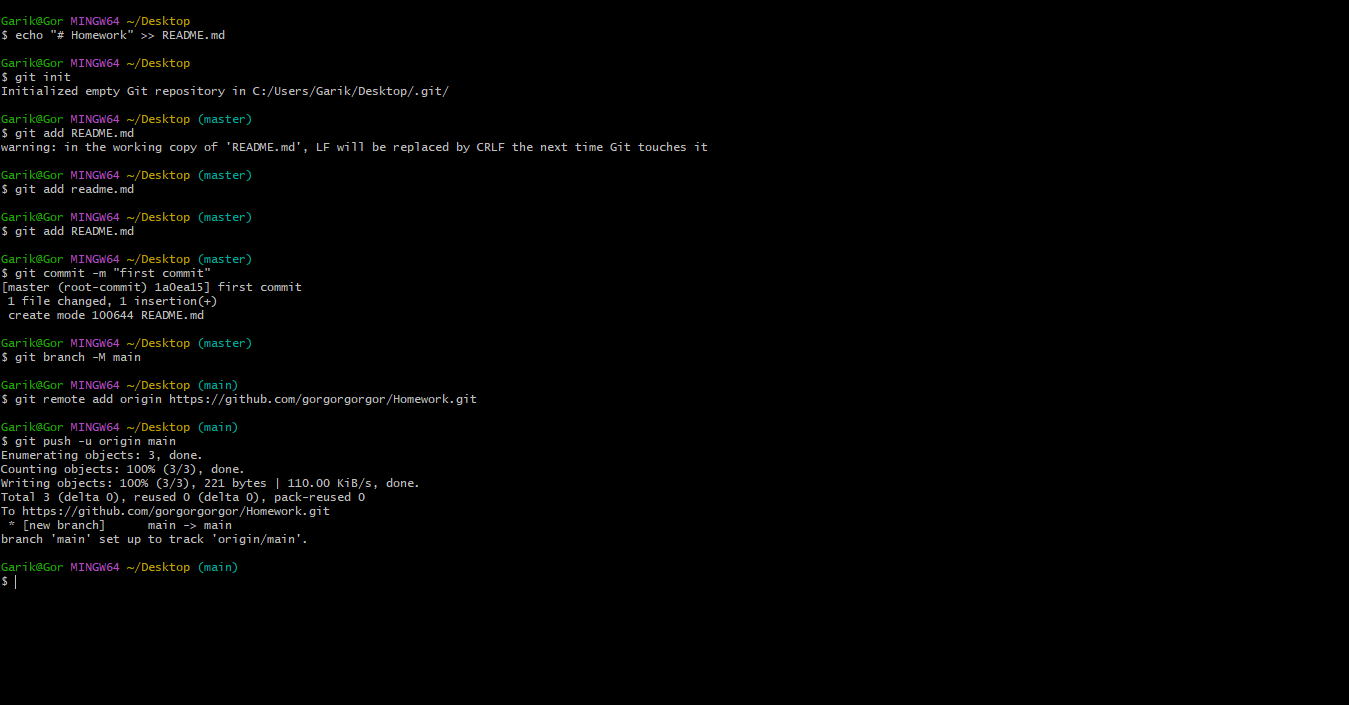 Garik@Gor MINGW64 ~/Desktop
$ echo "# Homework" >> README.md
Garik@Gor MINGW64 ~/Desktop
$ git init
Initialized empty Git repository in C:/Users/Garik/Desktop/.git/
Garik@Gor MINGW64 ~/Desktop (master)
$ git add README.md
warning: in the working copy of 'README.md', LF will be replaced by CRLF the next time Git touches it
Garik@Gor MINGW64 ~/Desktop (master)
$ git add readme.md
Garik@Gor MINGW64 ~/Desktop (master)
$ git add README.md
Garik@Gor MINGW64 ~/Desktop (master)
$ git commit -m "first commit"
[master (root-commit) 1a0ea15] first commit
 1 file changed, 1 insertion(+)
 create mode 100644 README.md
Garik@Gor MINGW64 ~/Desktop (master)
$ git branch -M main
Garik@Gor MINGW64 ~/Desktop (main)
$ git remote add origin https://github.com/gorgorgorgor/Homework.git
Garik@Gor MINGW64 ~/Desktop (main)
$ git push -u origin main
Enumerating objects: 3, done.
Counting objects: 100% (3/3), done.
Writing objects: 100% (3/3), 221 bytes | 110.00 KiB/s, done.
Total 3 (delta 0), reused 0 (delta 0), pack-reused 0
To https://github.com/gorgorgorgor/Homework.git
 * [new branch]      main -> main
branch 'main' set up to track 'origin/main'.
Garik@Gor MINGW64 ~/Desktop (main)
$